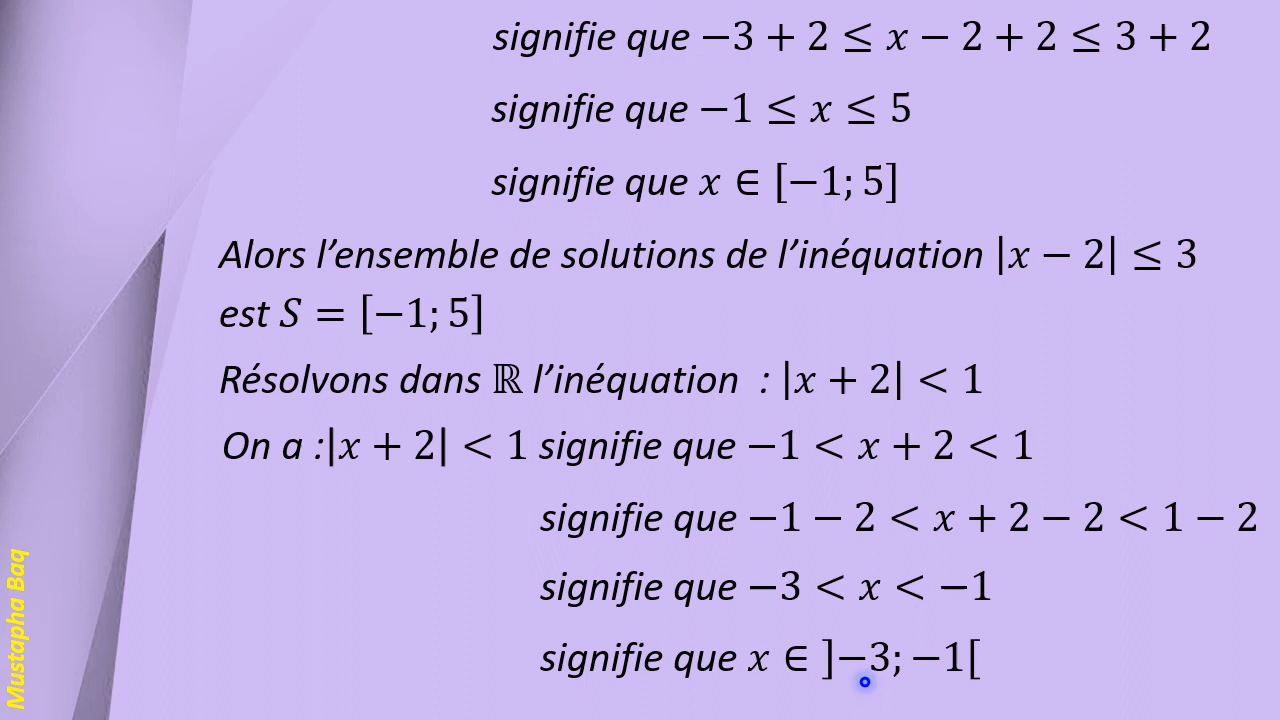 signifie que −3 + 2 ≤ x − 2 + 2 ≤ 3 + 2
signifie que −1 ≤ x ≤ 5
signifie que x ∈ [−1; 5]
Alors l’ensemble de solutions de l’inéquation |x − 2| ≤ 3
est S = [−1; 5]
Résolvons dans ℝ l’inéquation : |x + 2| < 1
On a :|x + 2| < 1 signifie que −1 < x + 2 < 1
signifie que −1 − 2 < x + 2 − 2 < 1 − 2
signifie que −3 < x < −1
signifie que x ∈ ]−3; −1[
Mustapha Baq